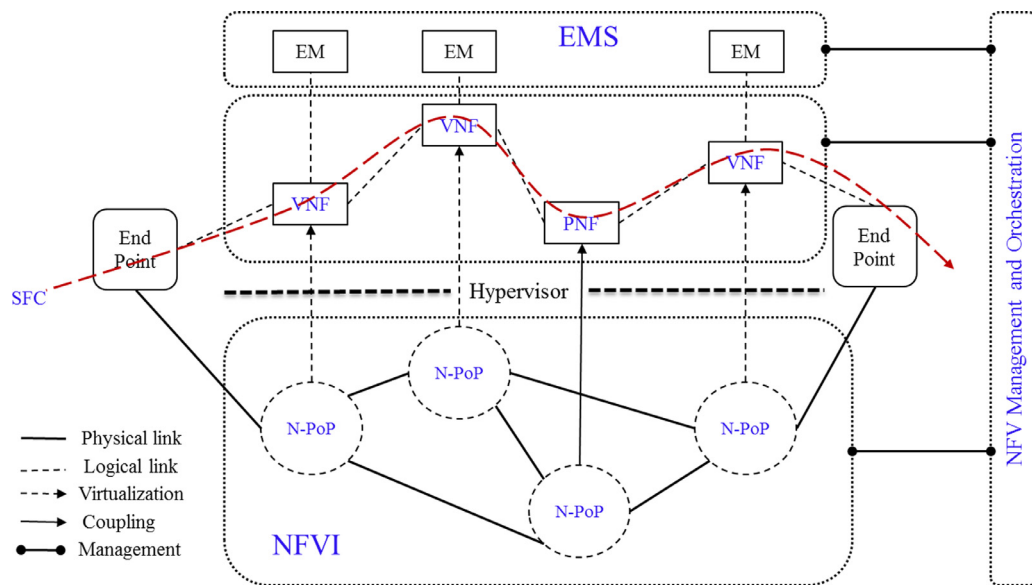 EMS
EM
EM
EM
VNF
VNF
VNF
PNF
End
Point
End
Point
SFC
Hypervisor
N-PoP
N-PoP
N-PoP
N-PoP
NFVI
Physical link
Logical link
Virtualization
Coupling
Management
NFV Management and Orchestration